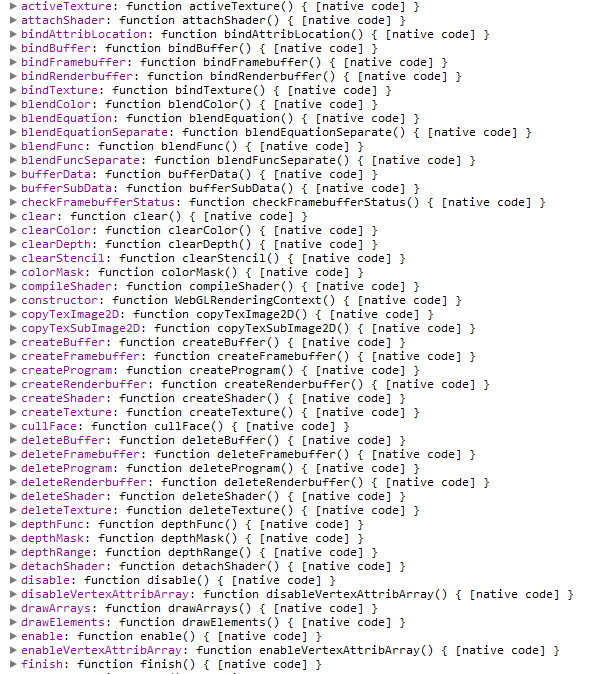 activeTexture: function activeTexture() { [native code] }
attachShader: function attachShader() { [native code] }
bindAttribLocation: function bindAttribLocation() { [native code] }
bindBuffer: function bindBuffer() { [native code] }
bindFramebuffer: function bindFramebuffer() { [native code] }
bindRenderbuffer: function bindRenderbuffer() { [native code] }
bindTexture: function bindTexture() { [native code] }
blendColor: function blendColor() { [native code] }
blendEquation: function blendEquation() { [native code] }
blendEquationSeparate: function blendEquationSeparate() { [native code] }
blendFunc: function blendFunc() { [native code] }
blendFuncSeparate: function blendFuncSeparate() { [native code] }
bufferData: function bufferData() { [native code] }
bufferSubData: function bufferSubData() { [native code] }
checkFramebufferStatus: function checkFramebufferStatus() { [native code] }
clear: function clear() { [native code] }
clearColor: function clearColor() { [native code] }
clearDepth: function clearDepth() { [native code] }
clearStencil: function clearStencil() { [native code] }
colorMask: function colorMask() { [native code] }
compileShader: function compileShader() { [native code] }
constructor: function WebGLRenderingContext() { [native code] }
copyTexImage2D: function copyTexImage2D() { [native code] }
copyTexSubImage2D: function copyTexSubImage2D() { [native code] }
createBuffer: function createBuffer() { [native code] }
createFramebuffer: function createFramebuffer() { [native code] }
createProgram: function createProgram() { [native code] }
createRenderbuffer: function createRenderbuffer() { [native code] }
createShader: function createShader() { [native code] }
createTexture: function createTexture() { [native code] }
cullFace: function cullFace() { [native code] }
deleteBuffer: function deleteBuffer() { [native code] }
deleteFramebuffer: function deleteFramebuffer() { [native code] }
deleteProgram: function deleteProgram() { [native code] }
deleteRenderbuffer: function deleteRenderbuffer() { [native code] }
deleteShader: function deleteShader() { [native code] }
deleteTexture: function deleteTexture() { [native code] }
depthFunc: function depthFunc() { [native code] }
depthMask: function depthMask() { [native code] }
depthRange: function depthRange() { [native code] }
detachShader: function detachShader() { [native code] }
disable: function disable() { [native code] }
disableVertexAttribArray: function disableVertexAttribArray() { [native code] }
drawArrays: function drawArrays() { [native code] }
drawElements: function drawElements() { [native code] }
enable: function enable() { [native code] }
enableVertexAttribArray: function enableVertexAttribArray() { [native code] }
finish: function finish() { [native code] }